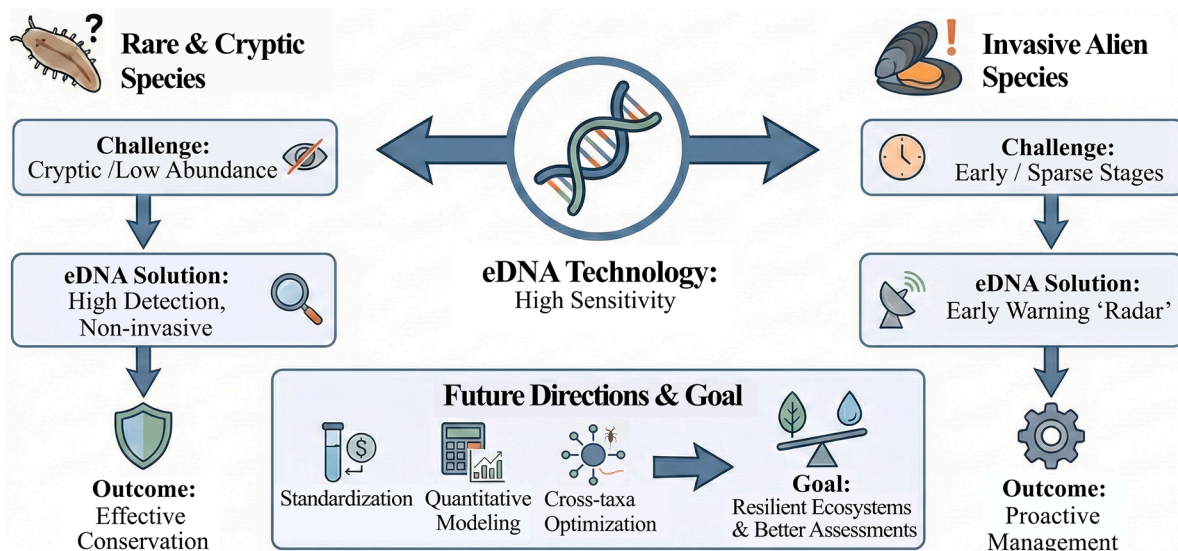 Rare & Cryptic
Species
?
Challenge:
Cryptic /Low Abundance
eDNA Solution:
High Detection,
Non-invasive
Outcome:
Effective
Conservation
eDNA Technology:
High Sensitivity
!
Invasive Alien
Species
Challenge:
Early / Sparse Stages
eDNA Solution:
Early Warning ‘Radar’
Outcome:
Proactive
Management
Future Directions & Goal
$
Standardization
Quantitative
Modeling
Cross-taxa
Optimization
Goal:
Resilient Ecosystems
& Better Assessments